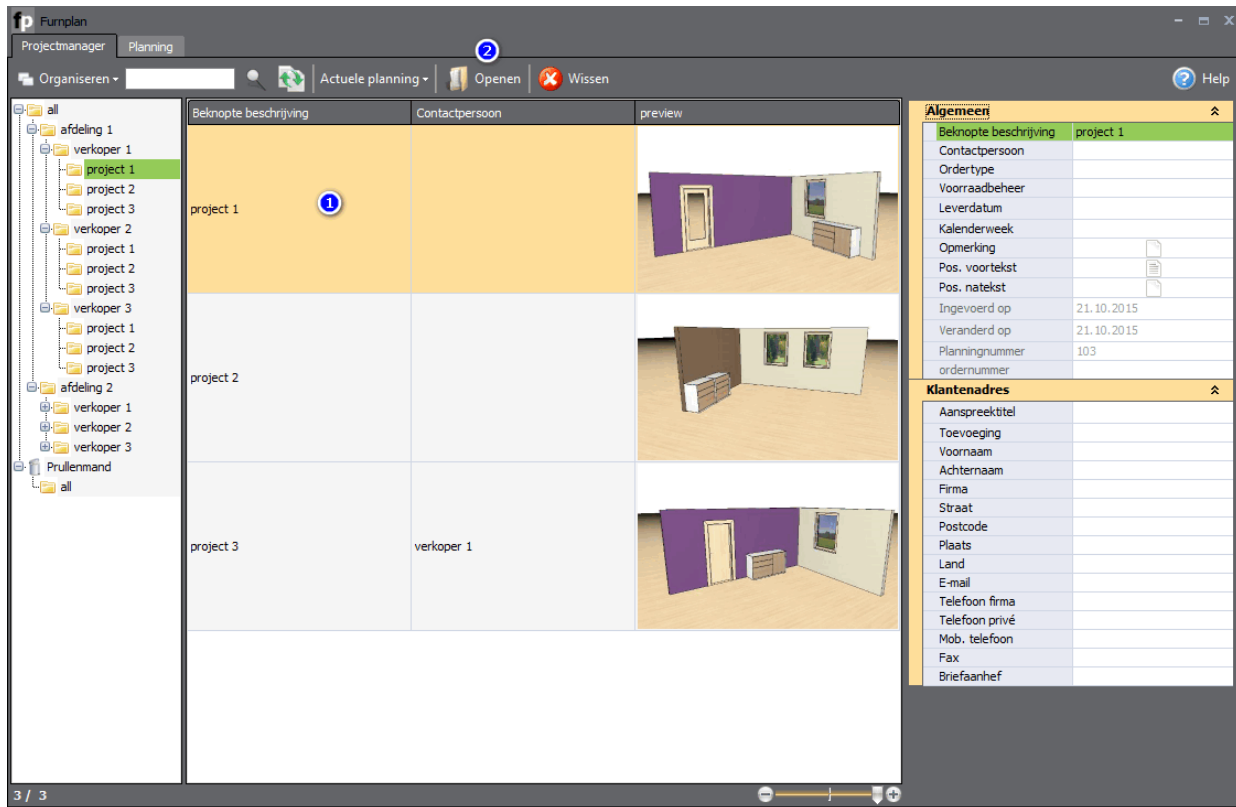 fp Furnplan
Projectmanager Planning
2
Organiseren Actuele planning Openen Wissen Help
all
afdeling 1
verkoper 1
project 1
project 2
project 3
verkoper 2
project 1
project 2
project 3
verkoper 3
project 1
project 2
project 3
afdeling 2
verkoper 1
verkoper 2
verkoper 3
Prullenmand
all
Beknopte beschrijving Contactpersoon preview
project 1 1
project 2
project 3 verkoper 1
Algemeen
Beknopte beschrijving project 1
Contactpersoon
Ordertype
Voorraadbeheer
Leverdatum
Kalenderweek
Opmerking
Pos. voortekst
Pos. natekst
Ingevoerd op 21.10.2015
Veranderd op 21.10.2015
Planningnummer 103
ordernummer
Klantenadres
Aanspreektitel
Toevoeging
Voornaam
Achternaam
Firma
Straat
Postcode
Plaats
Land
E-mail
Telefoon firma
Telefoon privé
Mob. telefoon
Fax
Briefaanhef
3 / 3